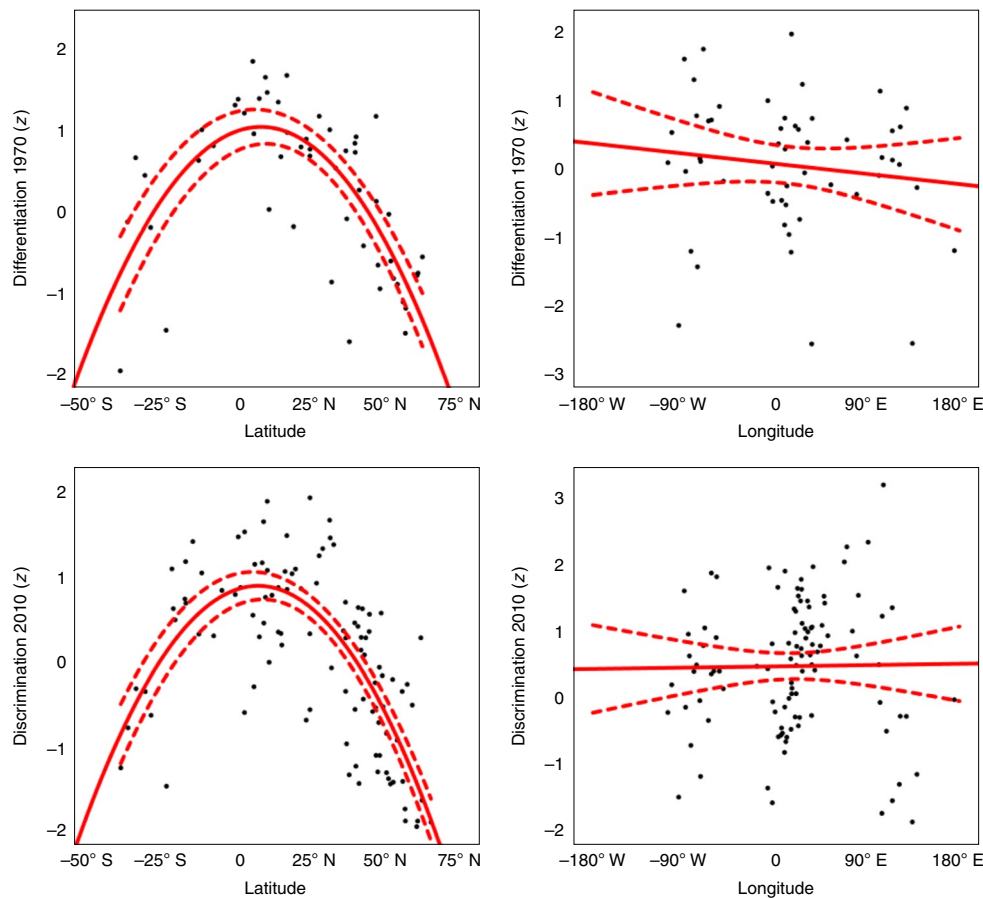 Differentiation 1970 (z)
2
1
0
–1
–2
–50° S –25° S 0 25° N 50° N 75° N
Latitude
Differentiation 1970 (z)
2
1
0
–1
–2
–3
–180° W –90° W 0 90° E 180° E
Longitude
Discrimination 2010 (z)
2
1
0
–1
–2
–50° S –25° S 0 25° N 50° N 75° N
Latitude
Discrimination 2010 (z)
3
2
1
0
–1
–2
–180° W –90° W 0 90° E 180° E
Longitude